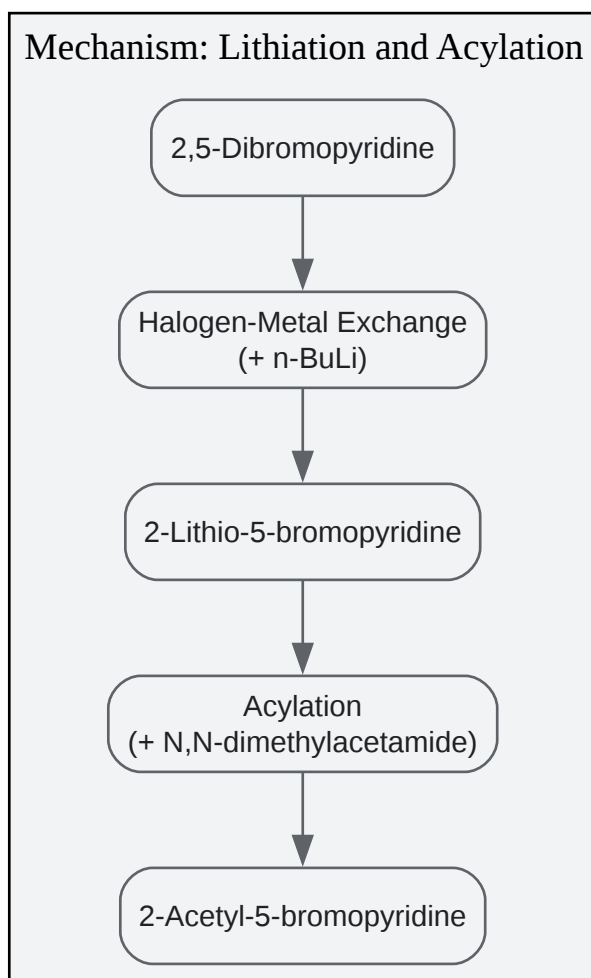 Mechanism: Lithiation and Acylation
2,5-Dibromopyridine
Halogen-Metal Exchange
(+ n-BuLi)
2-Lithio-5-bromopyridine
Acylation
(+ N,N-dimethylacetamide)
2-Acetyl-5-bromopyridine